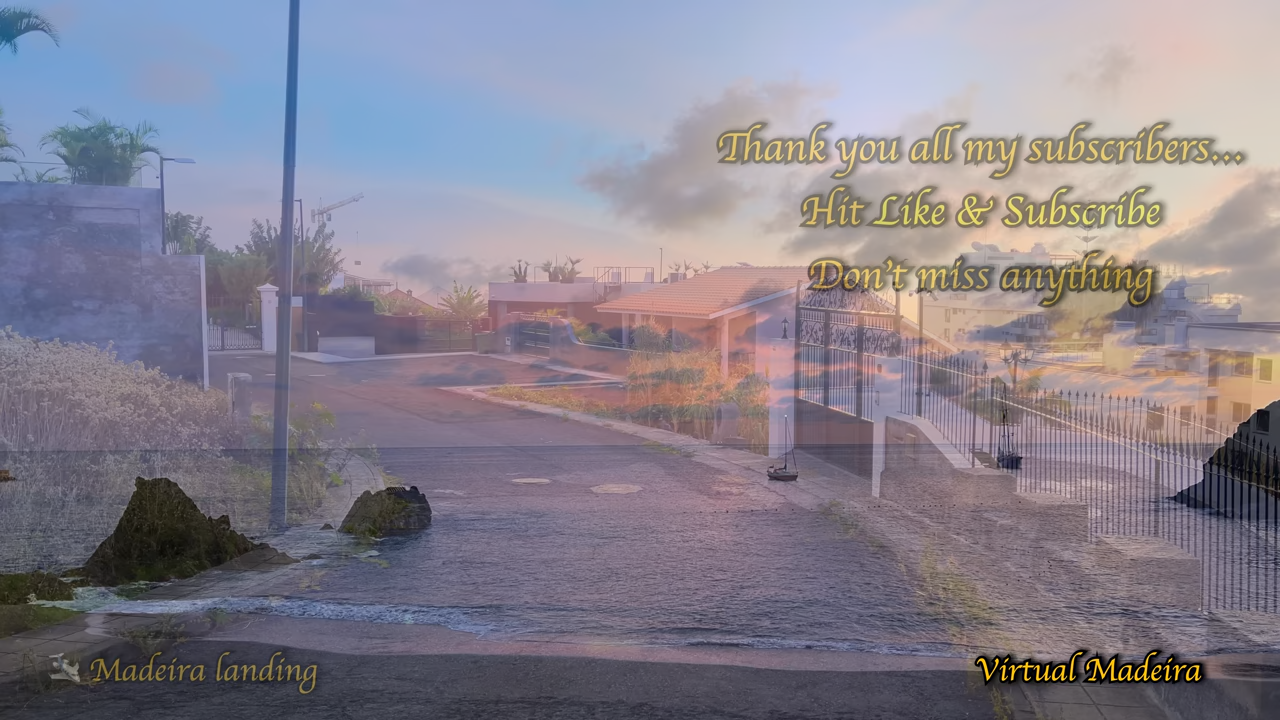 Thank you all my subscribers...
Hit Like & Subscribe
Don't miss anything
Madeira landing
Virtual Madeira